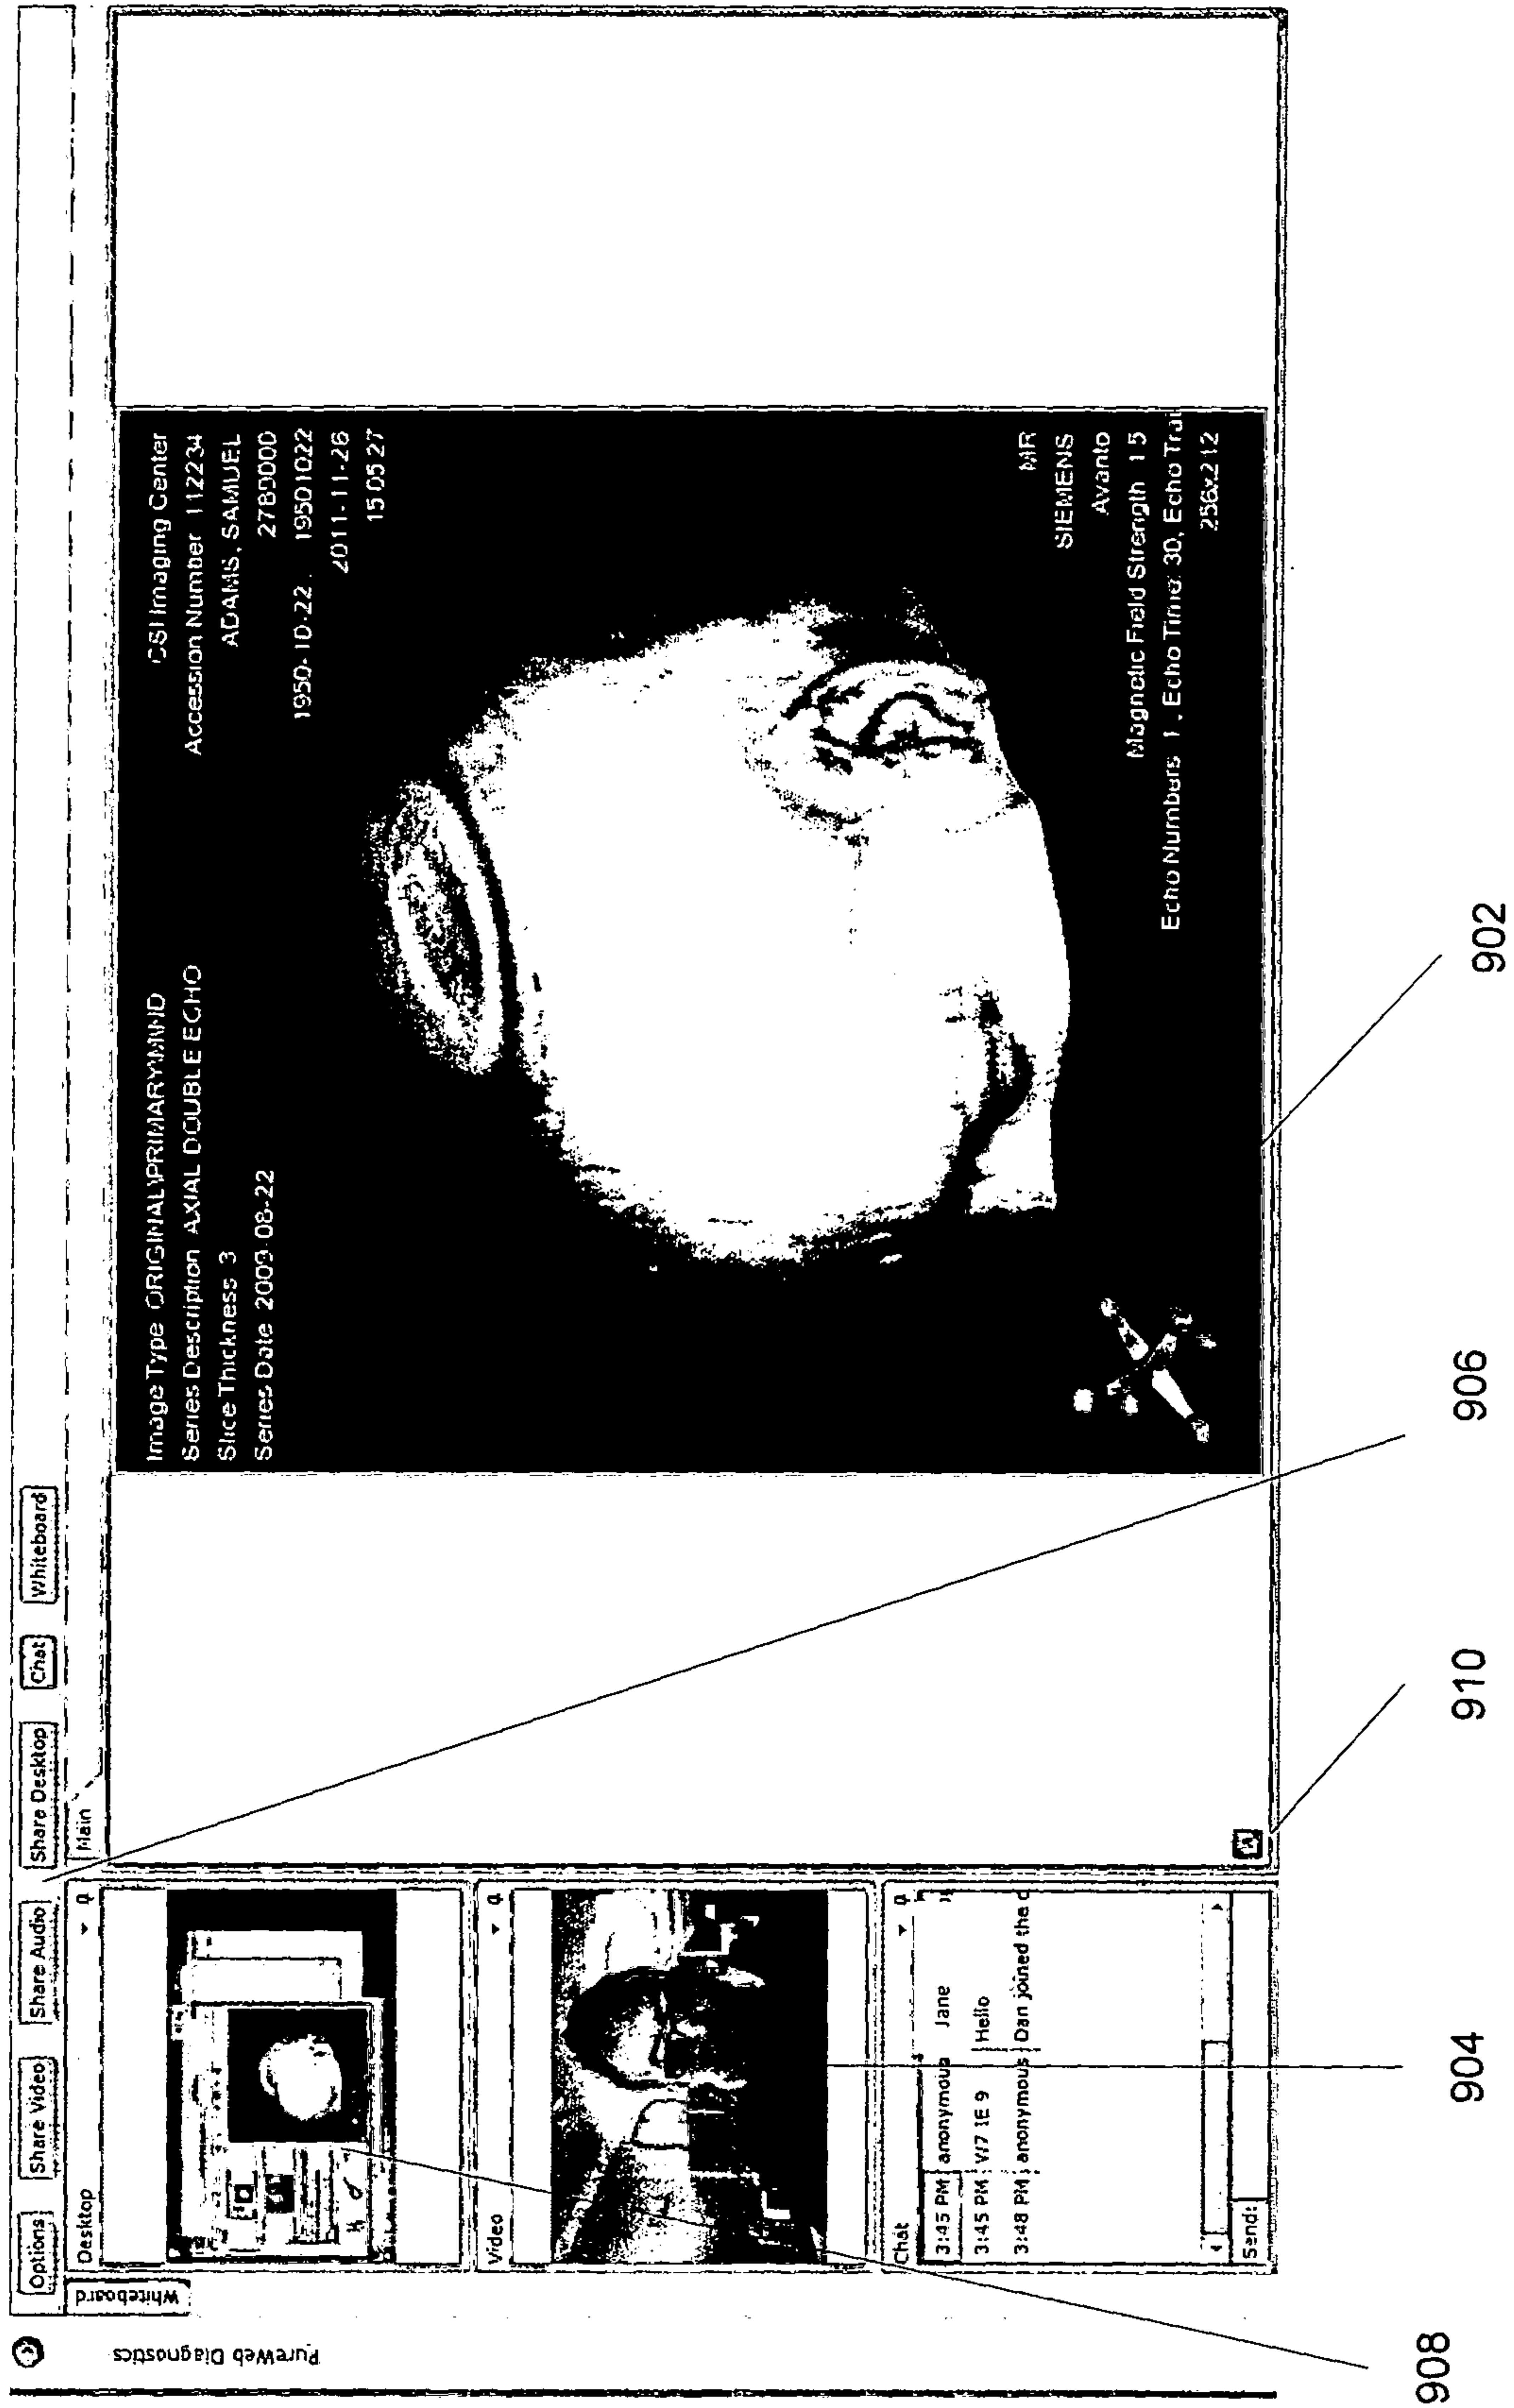 PureWeb Diagnostics
Options Share Video Share Audio Share Desktop Chat Whiteboard
Whiteboard
Desktop
Main
Image Type ORIGINAL\PRIMARY\M\ND
Series Description AXIAL DOUBLE ECHO
Slice Thickness 3
Series Date 2009-08-22
CSI Imaging Center
Accession Number 112234
ADAMS, SAMUEL
2789000
1950-10-22, 19501022
2011-11-26
15 05 27
MR
SIEMENS
Avanto
Magnetic Field Strength 1 5
Echo Numbers 1, Echo Time: 30, Echo Trai
256x212
Video
Chat
3:45 PM anonymous Jane
3:45 PM Hello
3:48 PM anonymous Dan joined the c
Send:
902
904
906
908
910